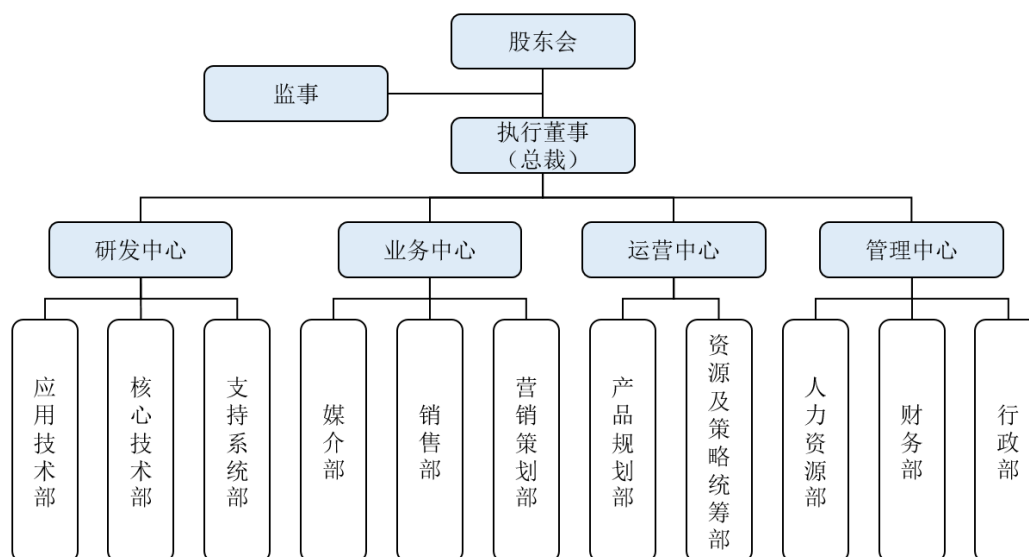 股东会
监事
执行董事
（总裁）
研发中心
业务中心
运营中心
管理中心
应用技术部
核心技术部
支持系统部
媒介部
销售部
营销策划部
产品规划部
资源及策略统筹部
人力资源部
财务部
行政部